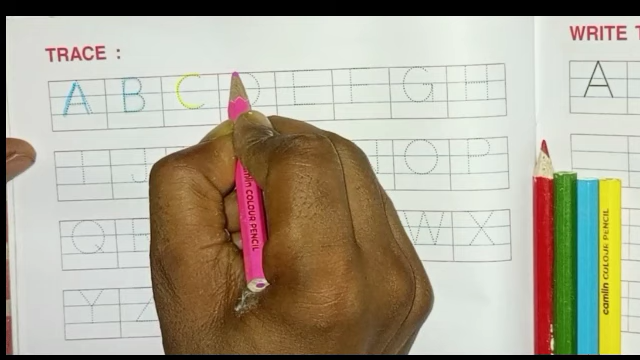 TRACE :
WRITE
A B C D E F G H
I J O P
Q R W X
Y Z
A
camlin COLOUR PENCIL
camlin COLOUR PENCIL